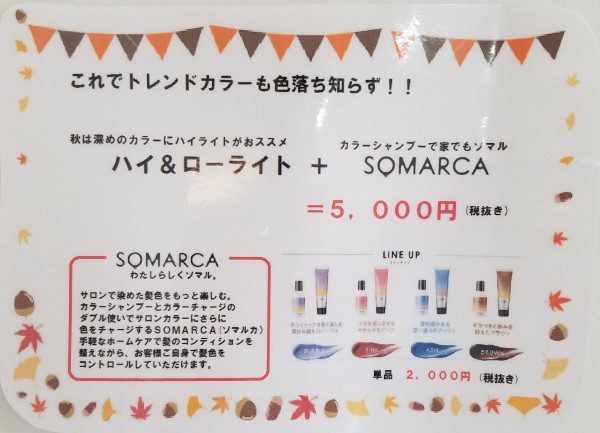 これでトレンドカラーも色落ち知らず！！
秋は深めのカラーにハイライトがおススメ
ハイ＆ローライト
＋
カラーシャンプーで家でもソマル
SOMARCA
＝５，０００円(税抜き)
SOMARCA
わたしらしくソマル。
サロンで染めた髪色をもっと楽しむ。
カラーシャンプーとカラーチャージの
ダブル使いでサロンカラーにさらに
色をチャージするSOMARCA(ソマルカ)
手軽なホームケアで髪のコンディションを
整えながら、お客様ご自身で髪色を
コントロールしていただけます。
LINE UP
ラインナップ
PURPLE
PINK
ASH
BROWN
単品　２，０００円　(税抜き)